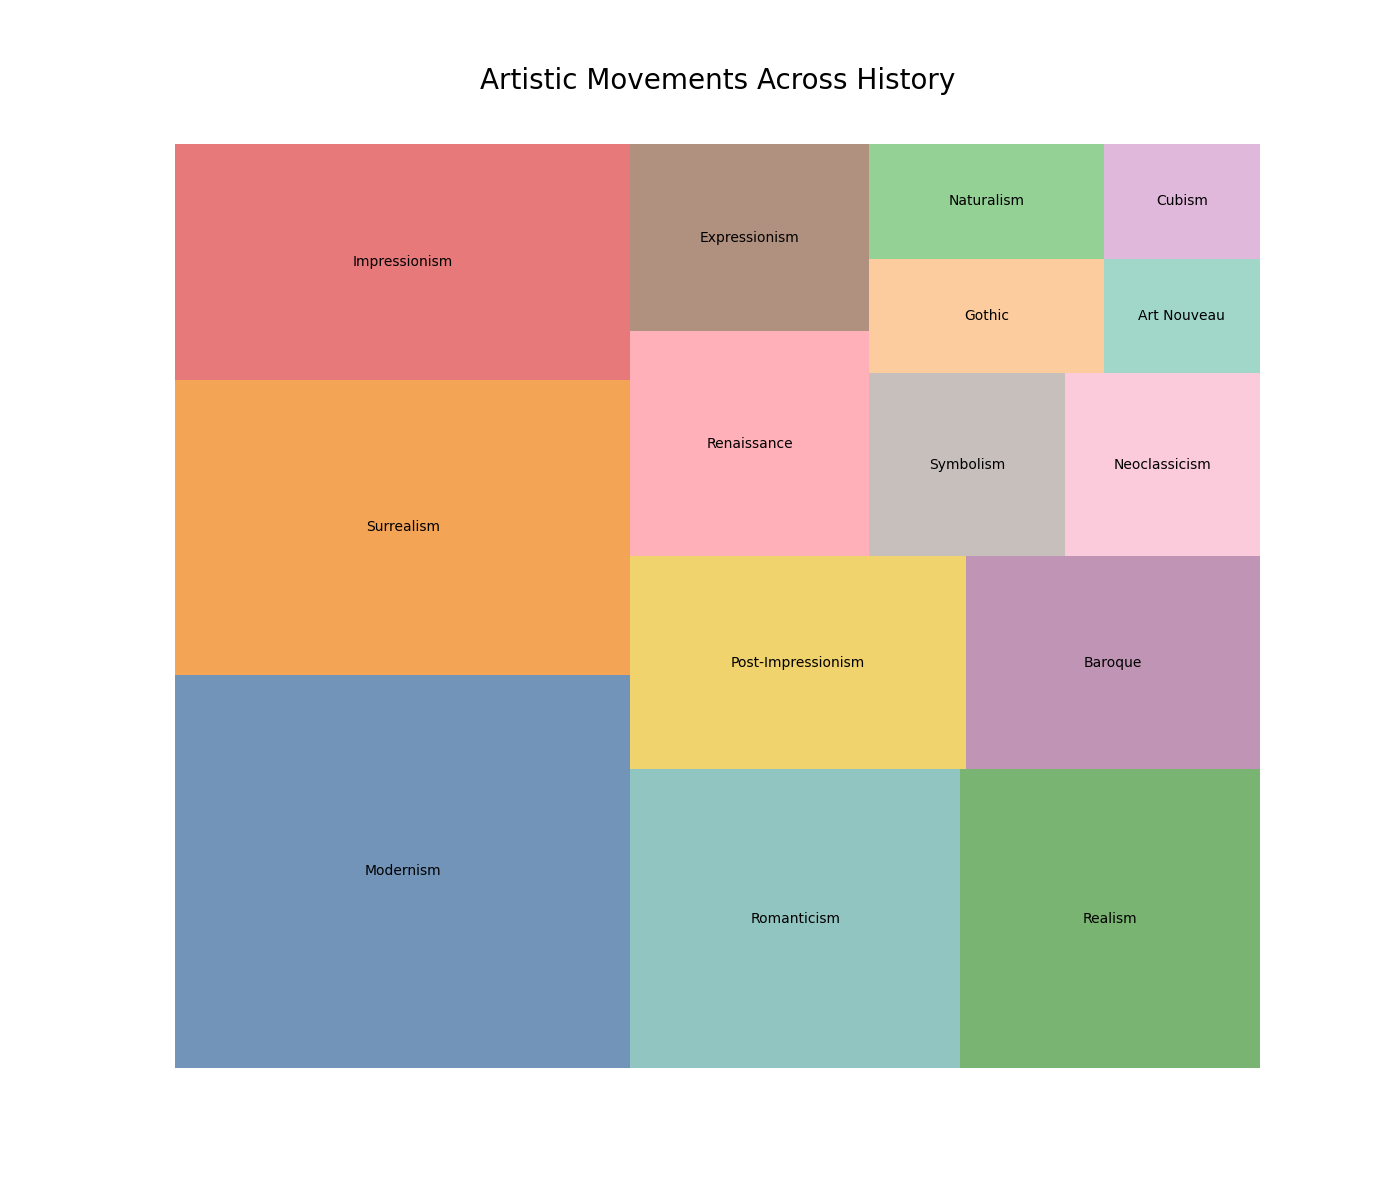 Artistic Movements Across History
Impressionism
Expressionism
Naturalism
Cubism
Gothic
Art Nouveau
Renaissance
Symbolism
Neoclassicism
Surrealism
Post-Impressionism
Baroque
Modernism
Romanticism
Realism